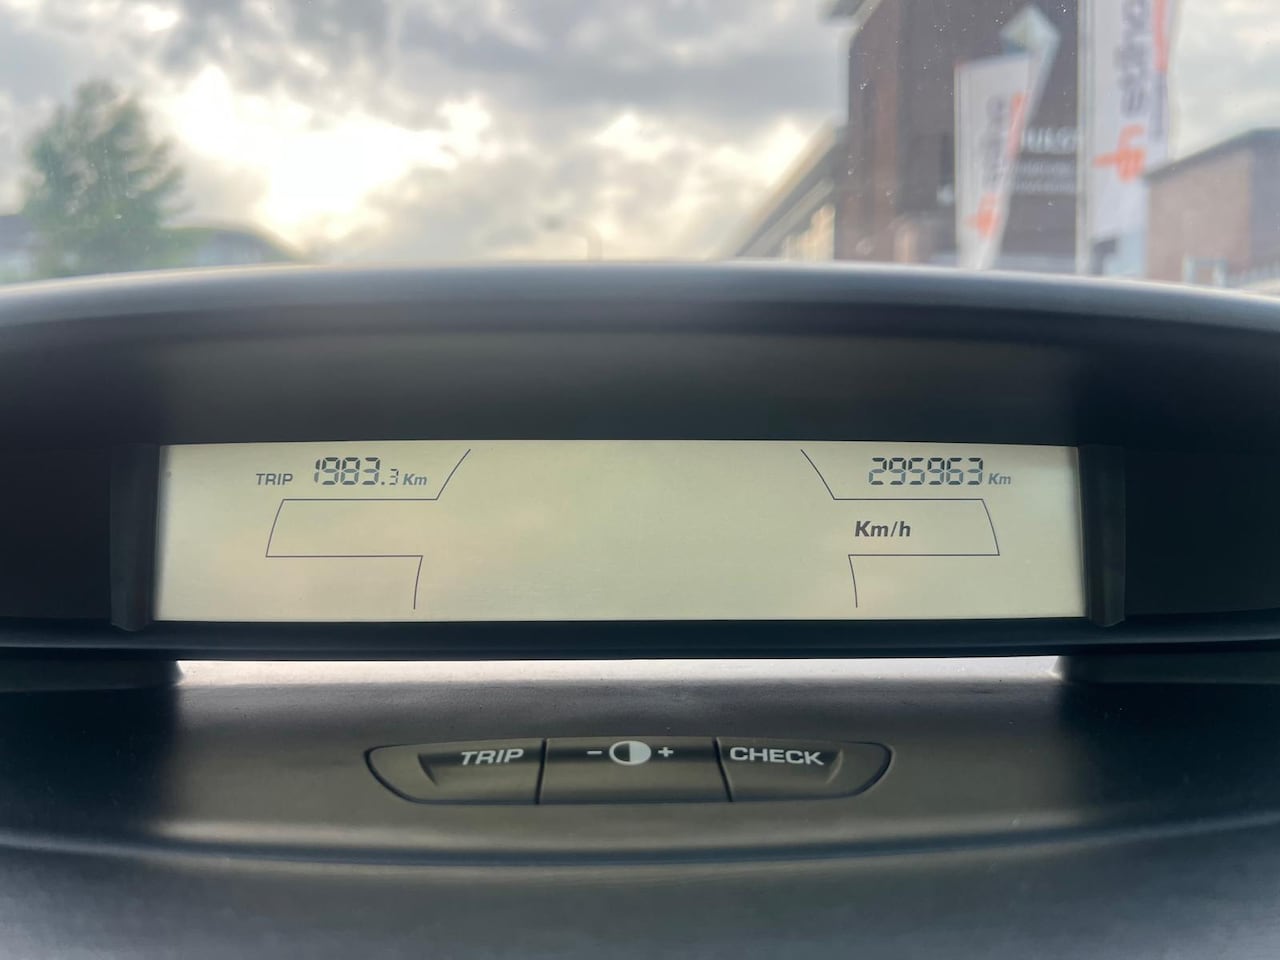 TRIP 1983.3 Km
295963 Km
Km/h
TRIP - + CHECK